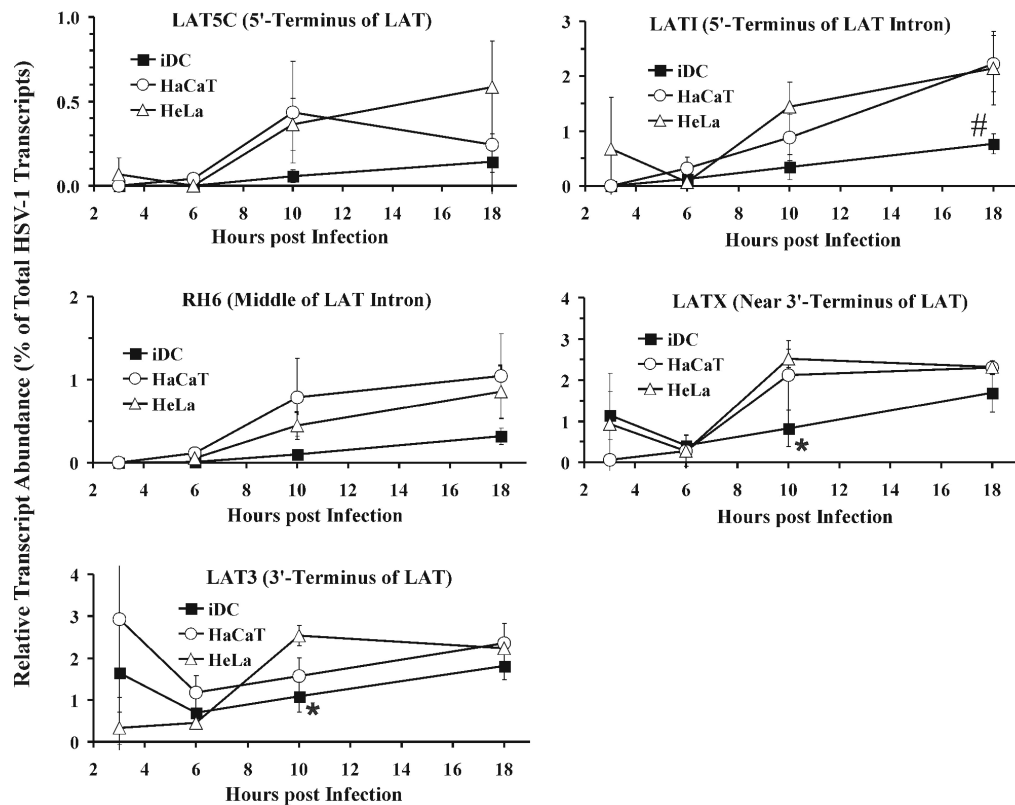 Relative Transcript Abundance (% of Total HSV-1 Transcripts)
LAT5C (5'-Terminus of LAT)
iDC
HaCaT
HeLa
1.0
0.5
0.0
2 4 6 8 10 12 14 16 18
Hours post Infection
LATI (5'-Terminus of LAT Intron)
iDC
HaCaT
HeLa
3
2
1
0
#
2 4 6 8 10 12 14 16 18
Hours post Infection
RH6 (Middle of LAT Intron)
iDC
HaCaT
HeLa
2
1
0
2 4 6 8 10 12 14 16 18
Hours post Infection
LATX (Near 3'-Terminus of LAT)
iDC
HaCaT
HeLa
4
3
2
1
0
*
2 4 6 8 10 12 14 16 18
Hours post Infection
LAT3 (3'-Terminus of LAT)
iDC
HaCaT
HeLa
4
3
2
1
0
*
2 4 6 8 10 12 14 16 18
Hours post Infection